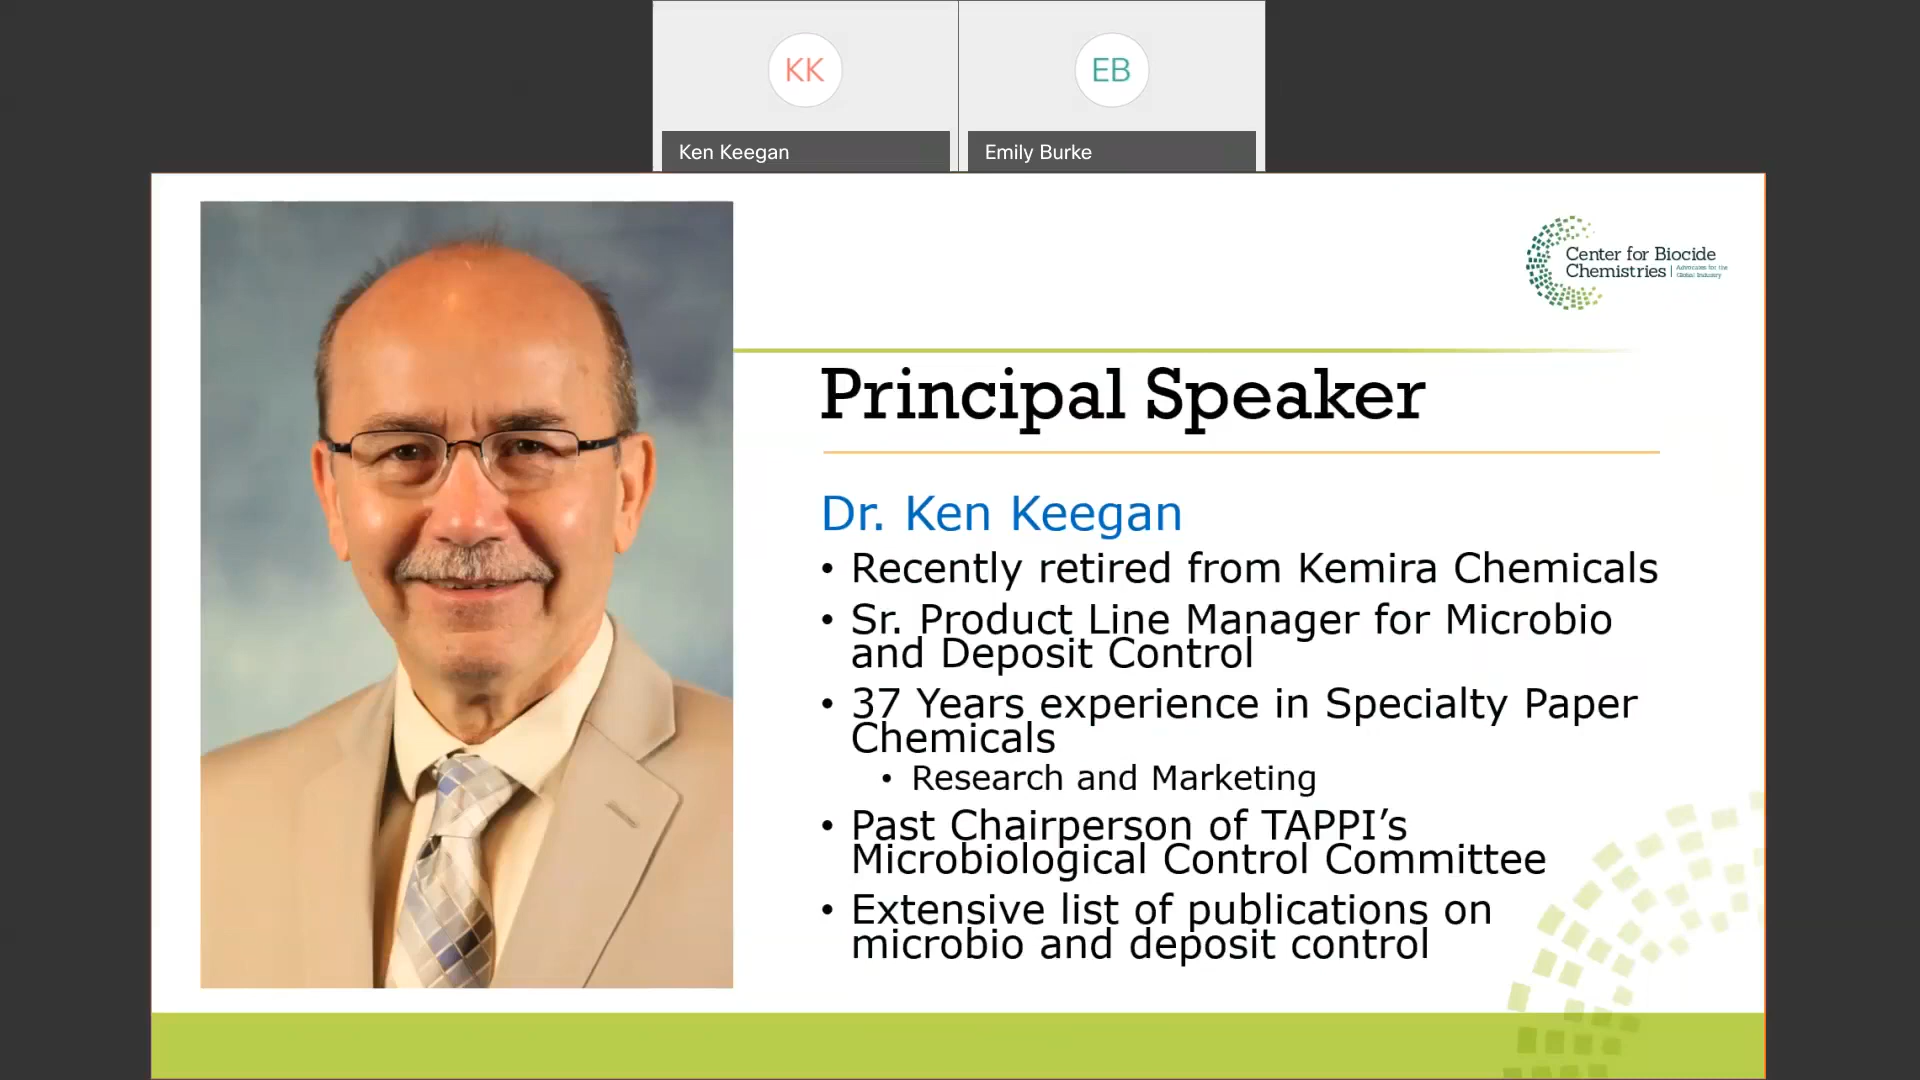 KK
EB
Ken Keegan
Emily Burke
Center for Biocide
Chemistries | Advocates for the
Global Industry
Principal Speaker
Dr. Ken Keegan
• Recently retired from Kemira Chemicals
• Sr. Product Line Manager for Microbio
and Deposit Control
• 37 Years experience in Specialty Paper
Chemicals
• Research and Marketing
• Past Chairperson of TAPPI’s
Microbiological Control Committee
• Extensive list of publications on
microbio and deposit control